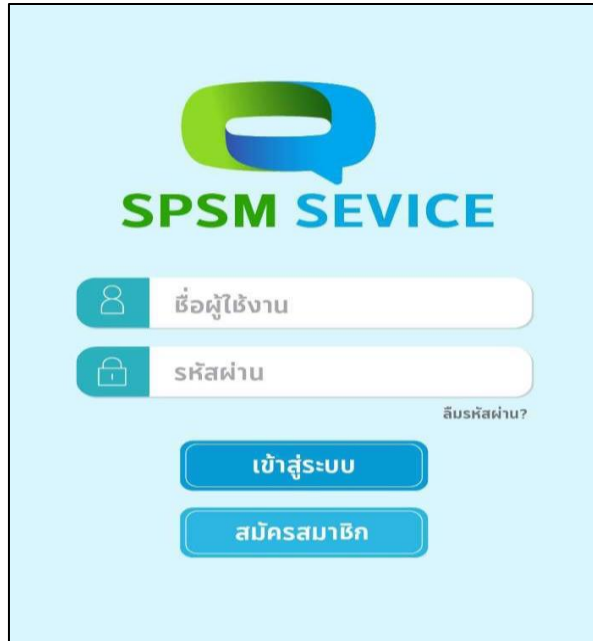 SPSM SEVICE
ชื่อผู้ใช้งาน
รหัสผ่าน
ลืมรหัสผ่าน?
เข้าสู่ระบบ
สมัครสมาชิก